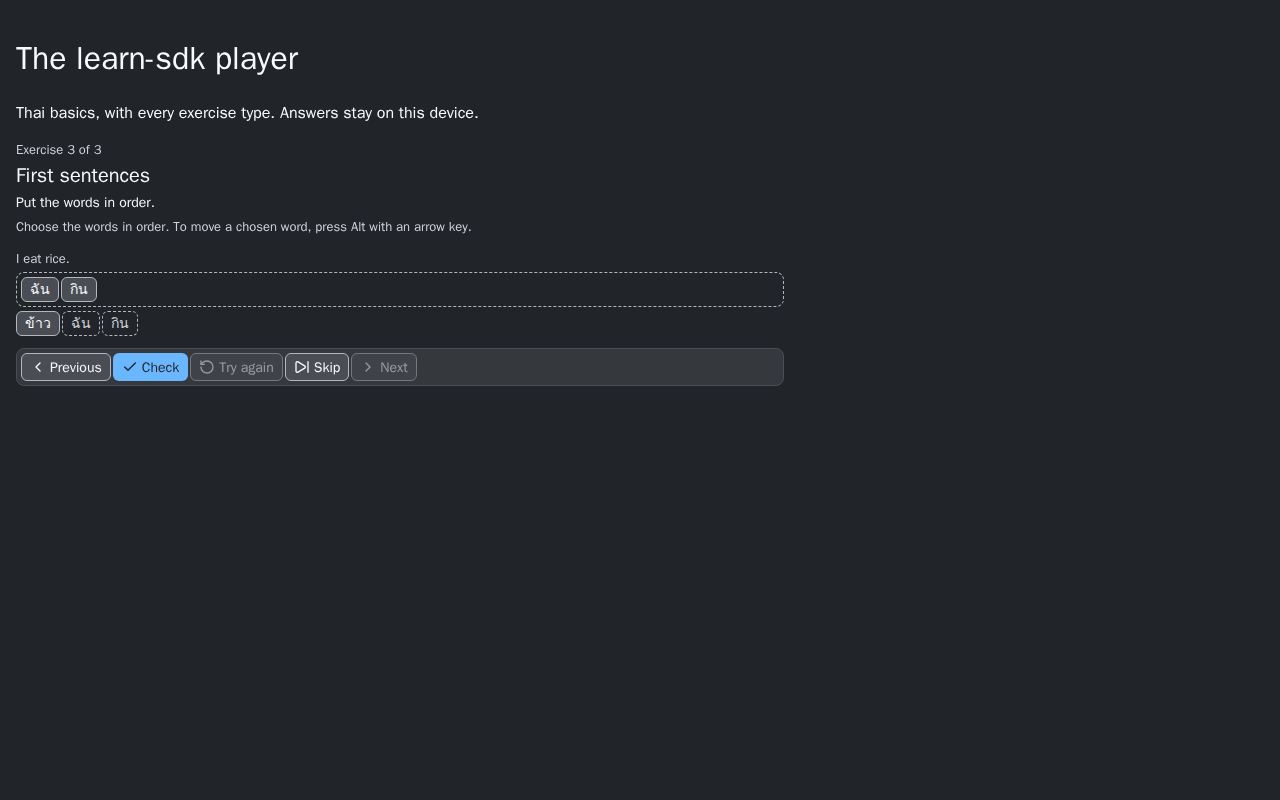 The learn-sdk player
Thai basics, with every exercise type. Answers stay on this device.
Exercise 3 of 3
First sentences
Put the words in order.
Choose the words in order. To move a chosen word, press Alt with an arrow key.
I eat rice.
ฉัน กิน
ข้าว ฉัน กิน
Previous Check Try again Skip Next